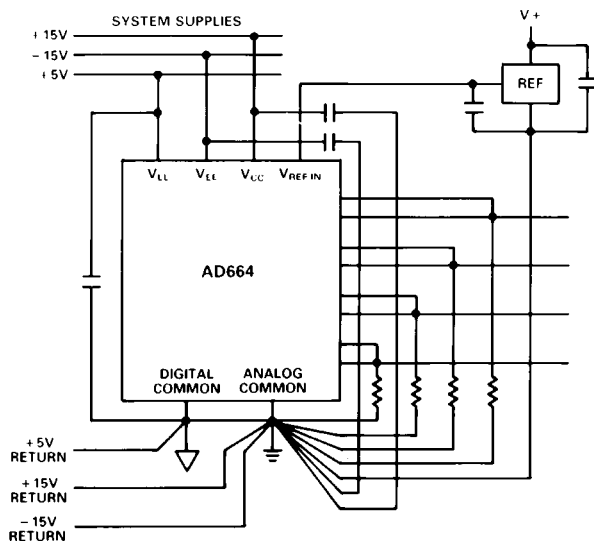 SYSTEM SUPPLIES
+ 15V
- 15V
+ 5V
V+
REF
VLL VEE VCC VREF IN
AD664
DIGITAL COMMON
ANALOG COMMON
+ 5V RETURN
+ 15V RETURN
- 15V RETURN